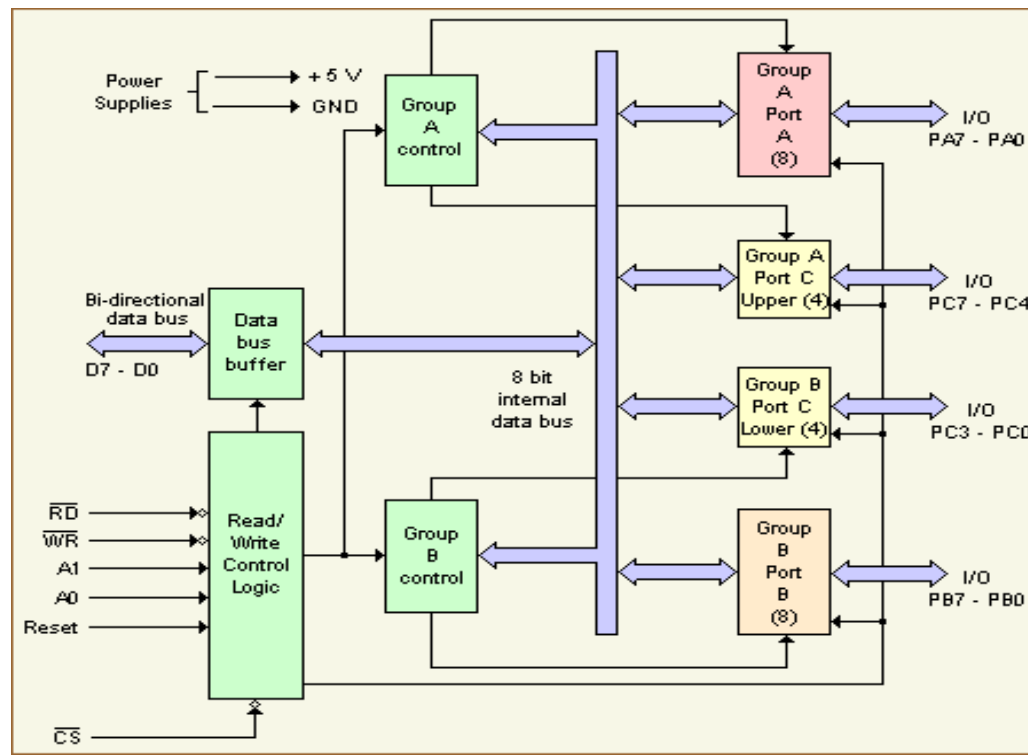 Power
Supplies
+ 5 V
GND
Group
A
control
Group
A
Port
A
(8)
I/O
PA7 - PA0
Group A
Port C
Upper (4)
I/O
PC7 - PC4
Bi-directional
data bus
D7 - D0
Data
bus
buffer
8 bit
internal
data bus
Group B
Port C
Lower (4)
I/O
PC3 - PC0
RD
WR
A1
A0
Reset
CS
Read/
Write
Control
Logic
Group
B
control
Group
B
Port
B
(8)
I/O
PB7 - PB0